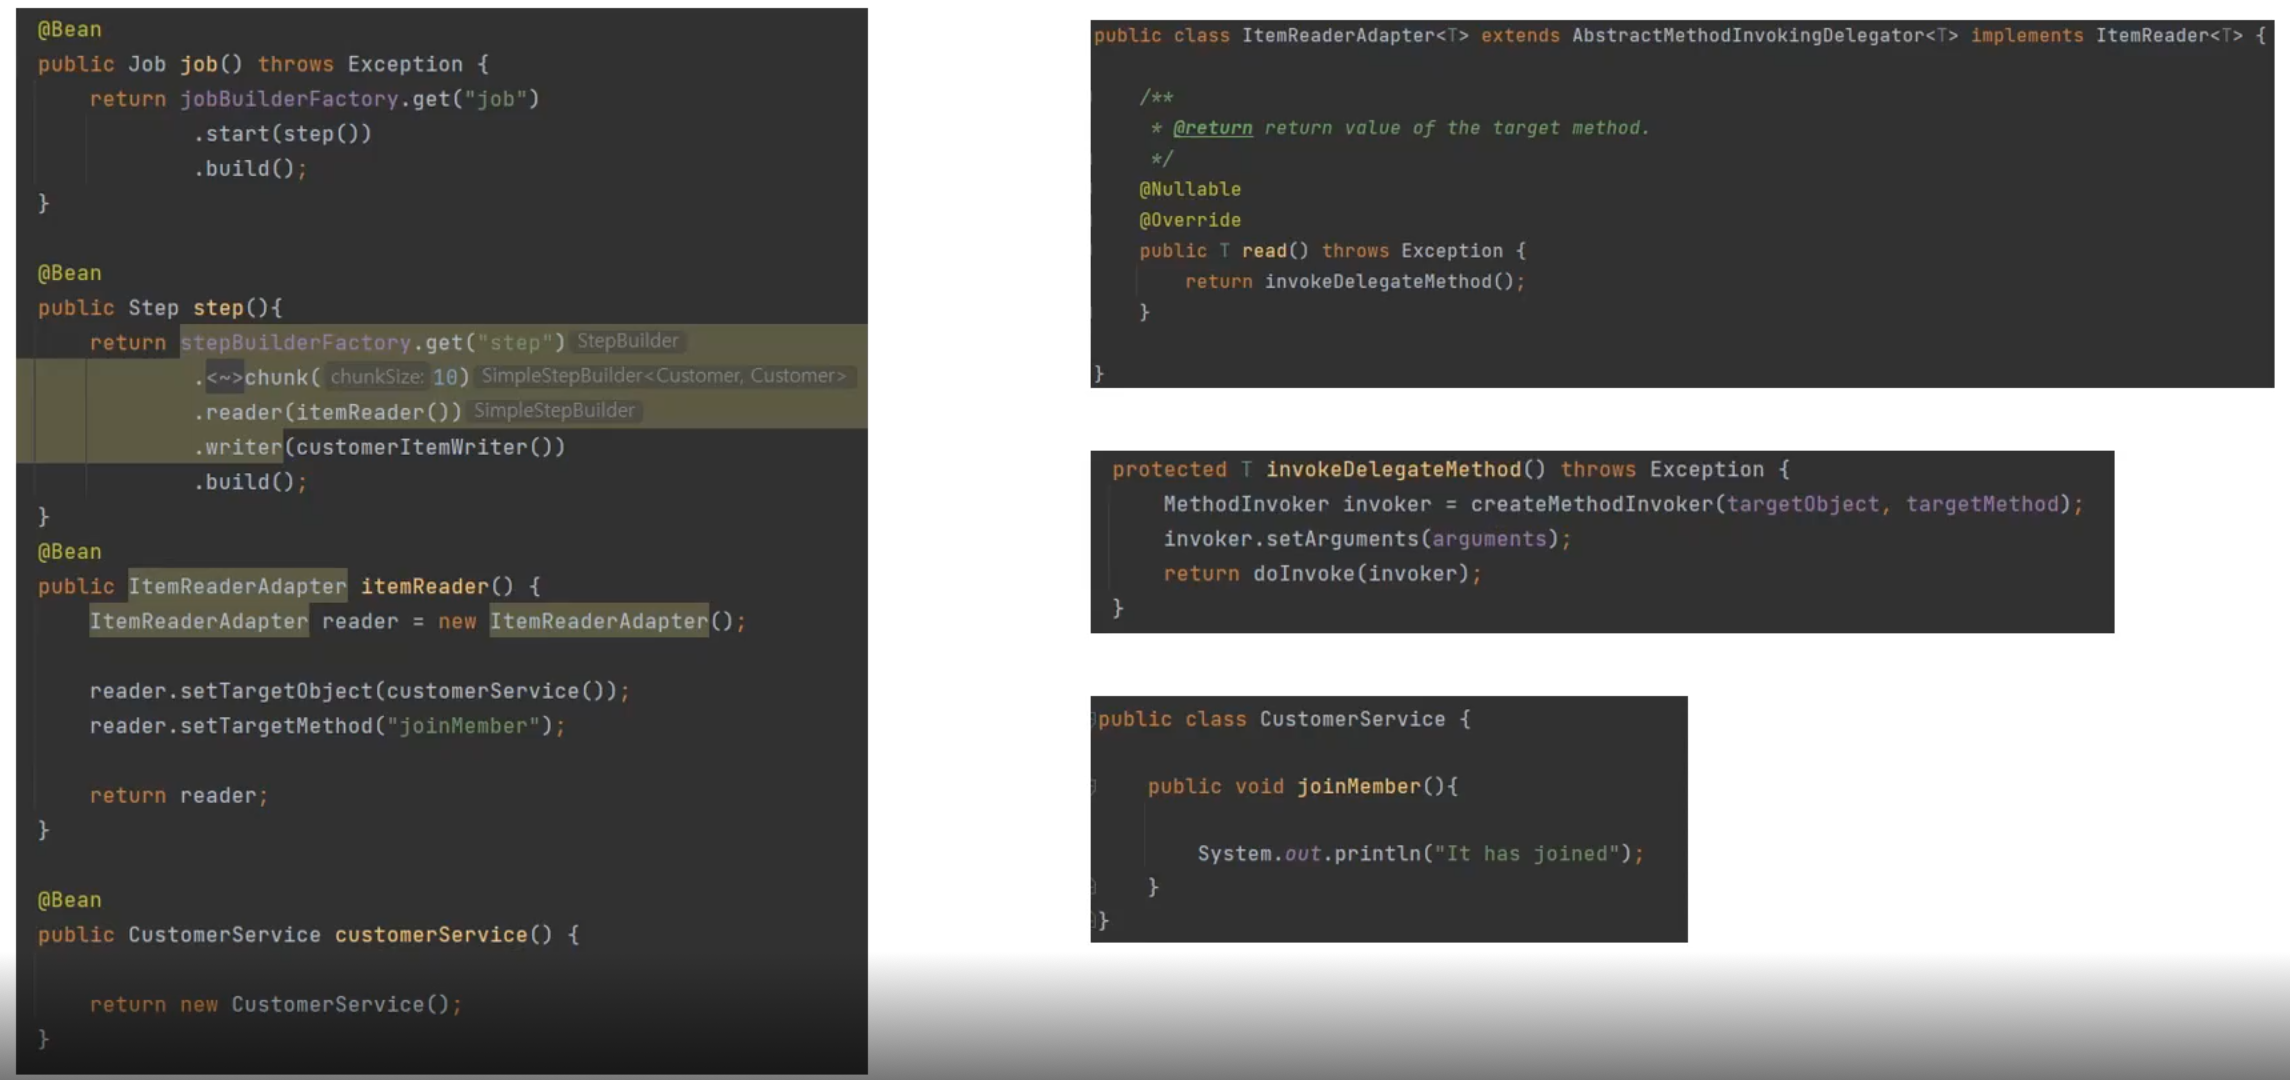 @Bean
public Job job() throws Exception {
return jobBuilderFactory.get("job")
.start(step())
.build();
}
@Bean
public Step step(){
return stepBuilderFactory.get("step") StepBuilder
.<~>chunk( chunkSize: 10) SimpleStepBuilder<Customer, Customer>
.reader(itemReader()) SimpleStepBuilder
.writer(customerItemWriter())
.build();
}
@Bean
public ItemReaderAdapter itemReader() {
ItemReaderAdapter reader = new ItemReaderAdapter();
reader.setTargetObject(customerService());
reader.setTargetMethod("joinMember");
return reader;
}
@Bean
public CustomerService customerService() {
return new CustomerService();
}
public class ItemReaderAdapter<T> extends AbstractMethodInvokingDelegator<T> implements ItemReader<T> {
/**
* @return return value of the target method.
*/
@Nullable
@Override
public T read() throws Exception {
return invokeDelegateMethod();
}
}
protected T invokeDelegateMethod() throws Exception {
MethodInvoker invoker = createMethodInvoker(targetObject, targetMethod);
invoker.setArguments(arguments);
return doInvoke(invoker);
}
public class CustomerService {
public void joinMember(){
System.out.println("It has joined");
}
}